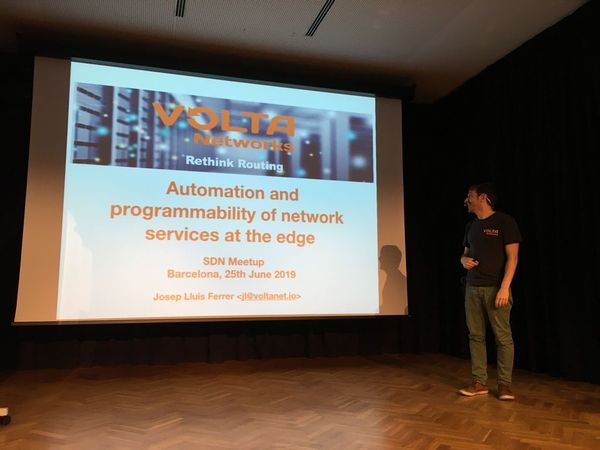 VOLTA
Networks
Rethink Routing
Automation and
programmability of network
services at the edge
SDN Meetup
Barcelona, 25th June 2019
Josep Lluis Ferrer <jl@voltanet.io>
VOLTA